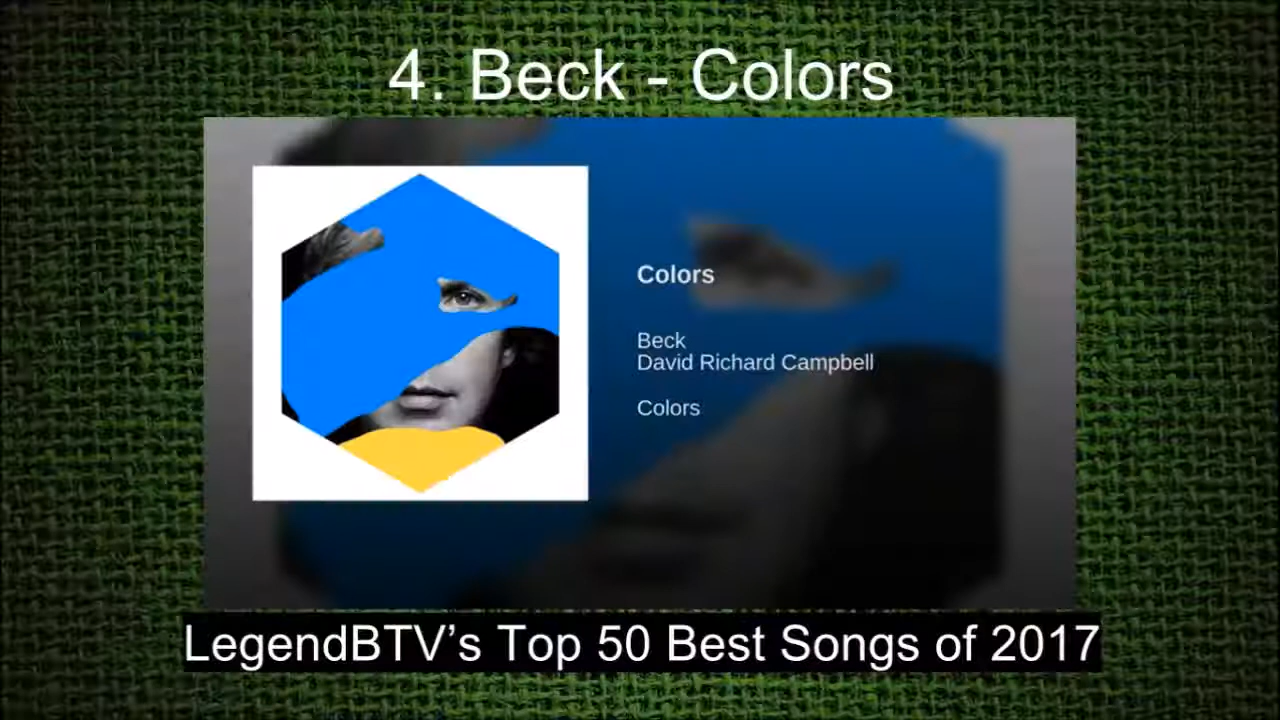 4. Beck - Colors
Colors
Beck
David Richard Campbell
Colors
LegendBTV’s Top 50 Best Songs of 2017